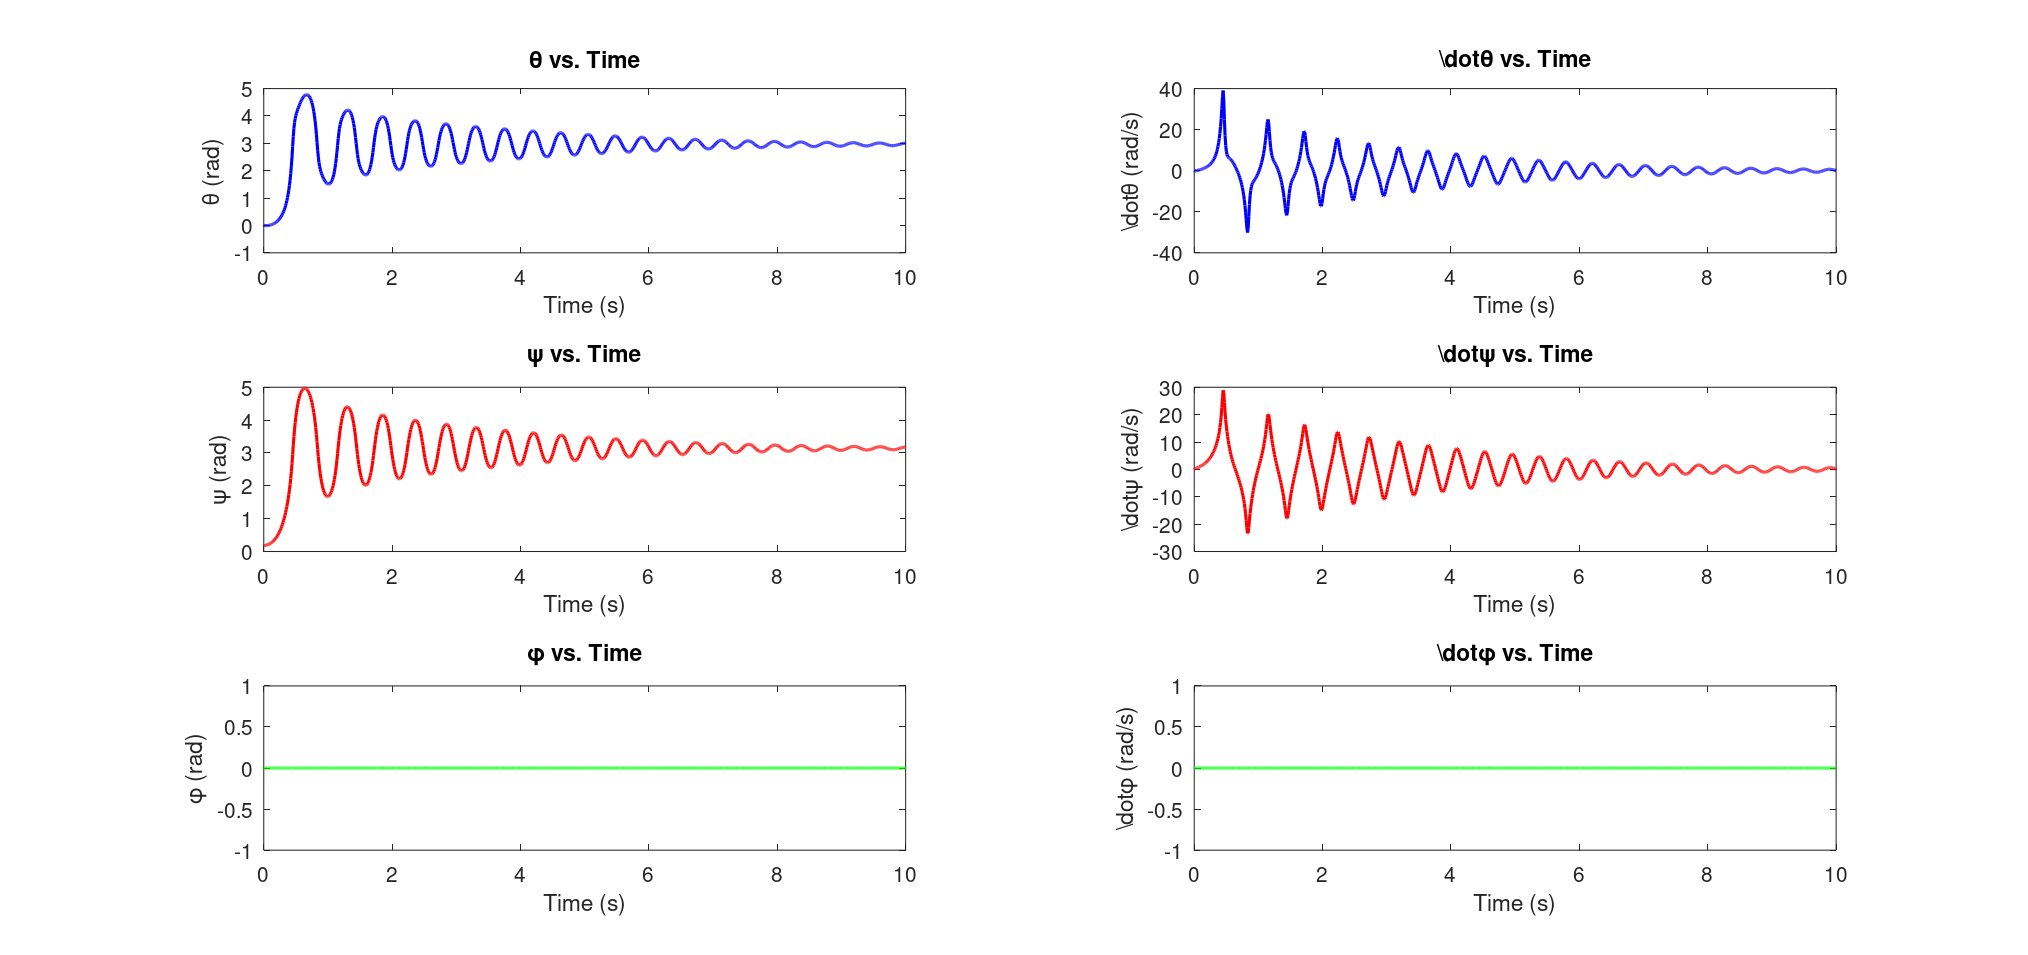 θ vs. Time
5
4
3
2
1
0
-1
θ (rad)
0 2 4 6 8 10
Time (s)
\dotθ vs. Time
40
20
0
-20
-40
\dotθ (rad/s)
0 2 4 6 8 10
Time (s)
ψ vs. Time
5
4
3
2
1
0
ψ (rad)
0 2 4 6 8 10
Time (s)
\dotψ vs. Time
30
20
10
0
-10
-20
-30
\dotψ (rad/s)
0 2 4 6 8 10
Time (s)
φ vs. Time
1
0.5
0
-0.5
-1
φ (rad)
0 2 4 6 8 10
Time (s)
\dotφ vs. Time
1
0.5
0
-0.5
-1
\dotφ (rad/s)
0 2 4 6 8 10
Time (s)